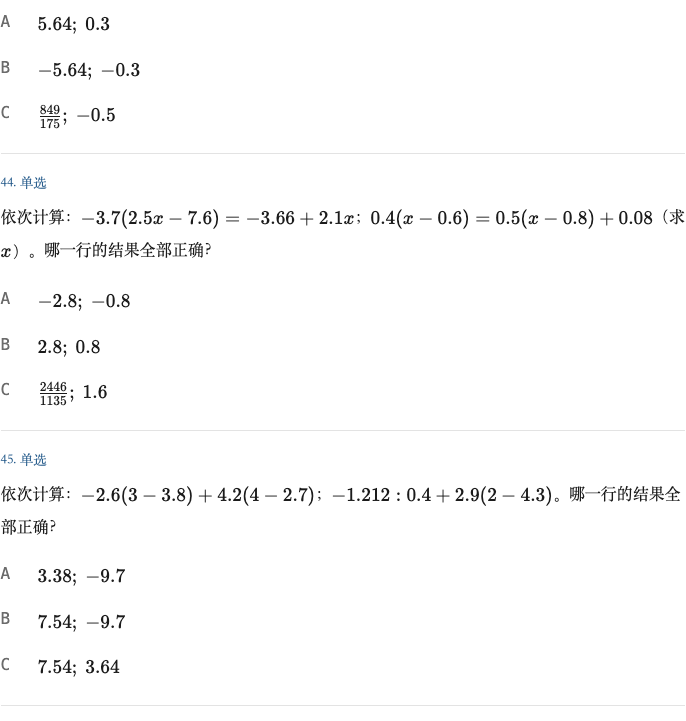 A 5.64; 0.3
B −5.64; −0.3
C 849/175; −0.5
44. 单选
依次计算：−3.7(2.5x − 7.6) = −3.66 + 2.1x；0.4(x − 0.6) = 0.5(x − 0.8) + 0.08（求
x）。哪一行的结果全部正确？
A −2.8; −0.8
B 2.8; 0.8
C 2446/1135; 1.6
45. 单选
依次计算：−2.6(3 − 3.8) + 4.2(4 − 2.7)；−1.212 : 0.4 + 2.9(2 − 4.3)。哪一行的结果全
部正确？
A 3.38; −9.7
B 7.54; −9.7
C 7.54; 3.64